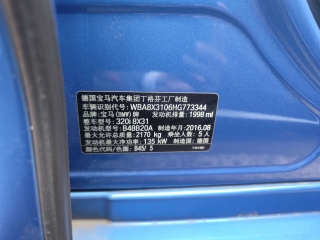 德国宝马汽车集团丁格芬工厂制造
车辆识别代号: WBA8X3106HG773344
品牌: 宝马(BMW)牌 发动机排量: 1998 ml
整车型号: 320i 8X31
发动机型号: B48B20A 制造年月: 2016.08
最大允许总质量: 2170 kg 乘坐人数: 5 人
发动机最大净功率: 135 kW 制造国: 德国
颜色代码/色图: B45/ 5